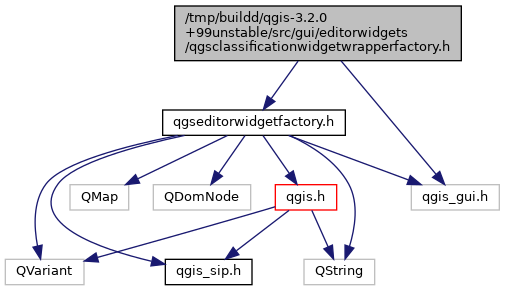 /tmp/buildd/qgis-3.2.0
+99unstable/src/gui/editorwidgets
/qgsclassificationwidgetwrapperfactory.h
qgseditorwidgetfactory.h
QMap
QDomNode
qgis.h
qgis_gui.h
QVariant
qgis_sip.h
QString